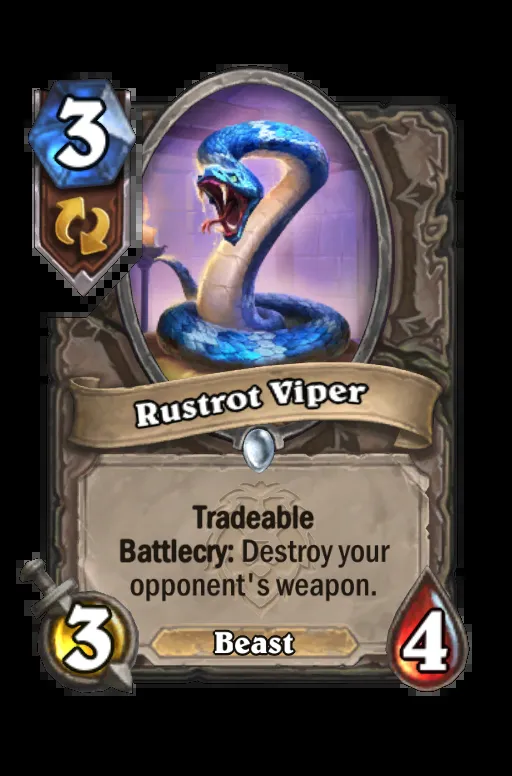 3
Rustrot Viper
Tradeable
Battlecry: Destroy your
opponent's weapon.
3
Beast
4